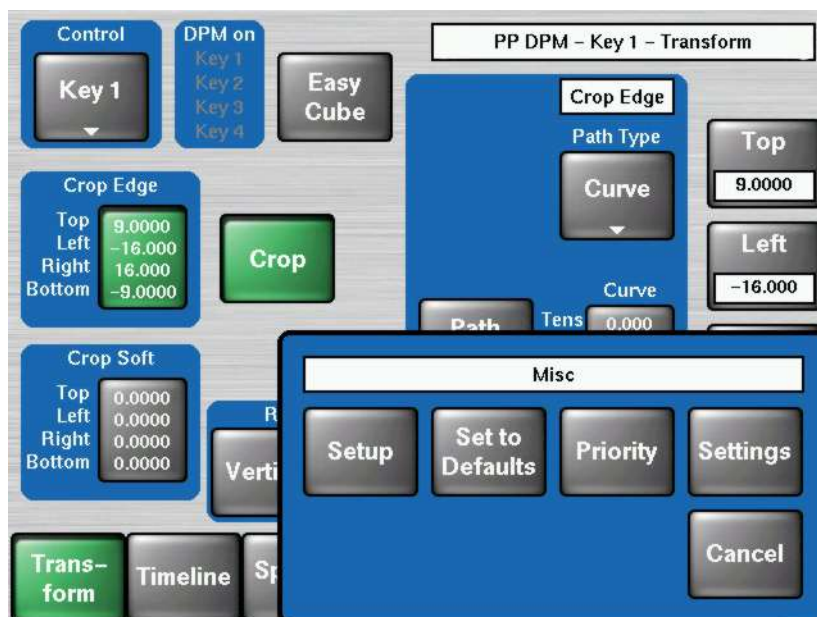 Control
Key 1
DPM on
Key 1
Key 2
Key 3
Key 4
Easy
Cube
PP DPM – Key 1 – Transform
Crop Edge
Path Type
Curve
Top
9.0000
Left
-16.000
Crop Edge
Top 9.0000
Left -16.000
Right 16.000
Bottom -9.0000
Crop
Curve
Path
Tens 0.000
Crop Soft
Top 0.0000
Left 0.0000
Right 0.0000
Bottom 0.0000
Misc
Setup
Set to
Defaults
Priority
Settings
Cancel
Trans-
form
Timeline